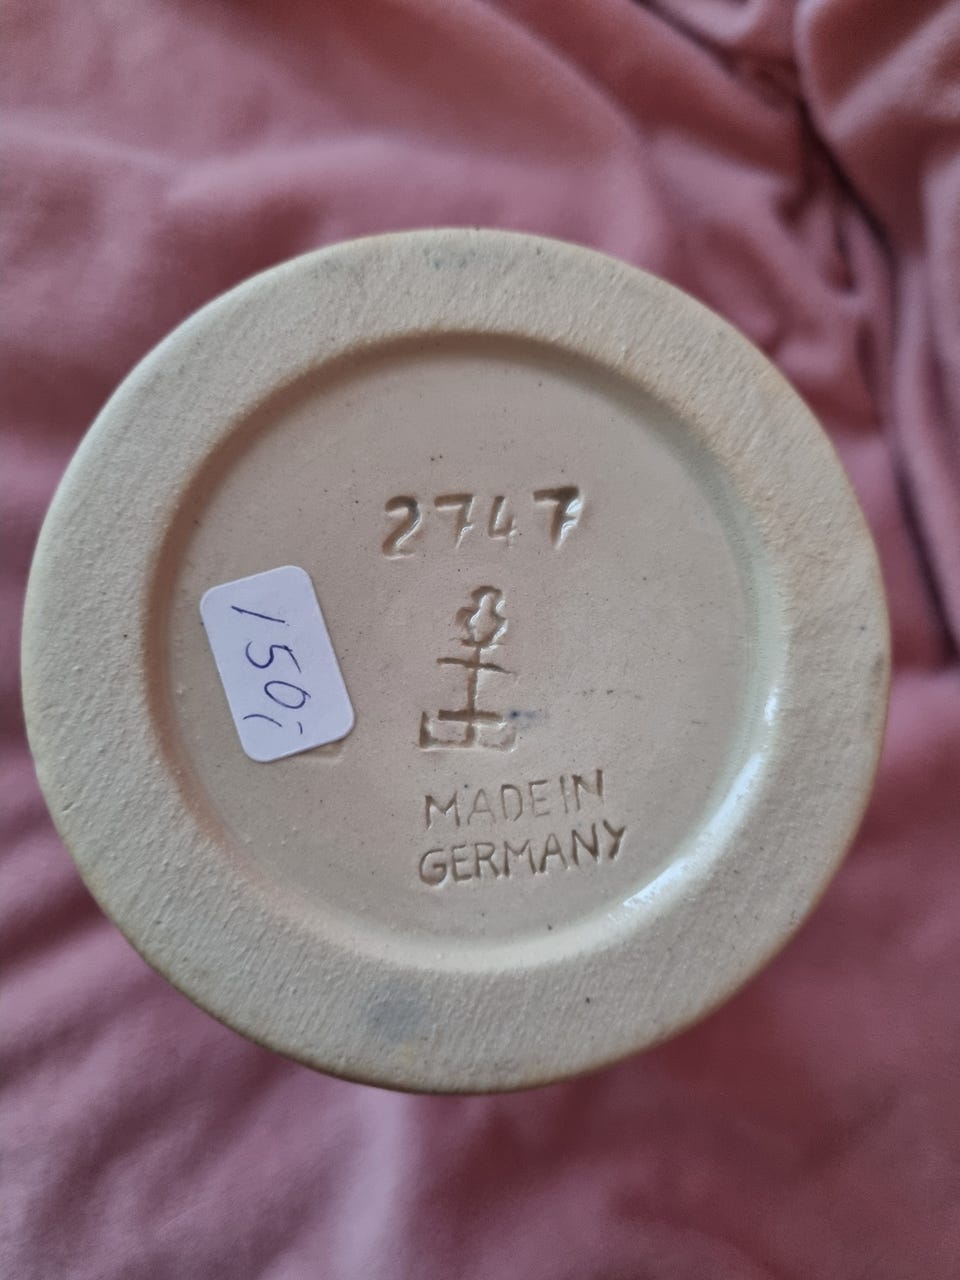 2747
150,-
MADE IN
GERMANY